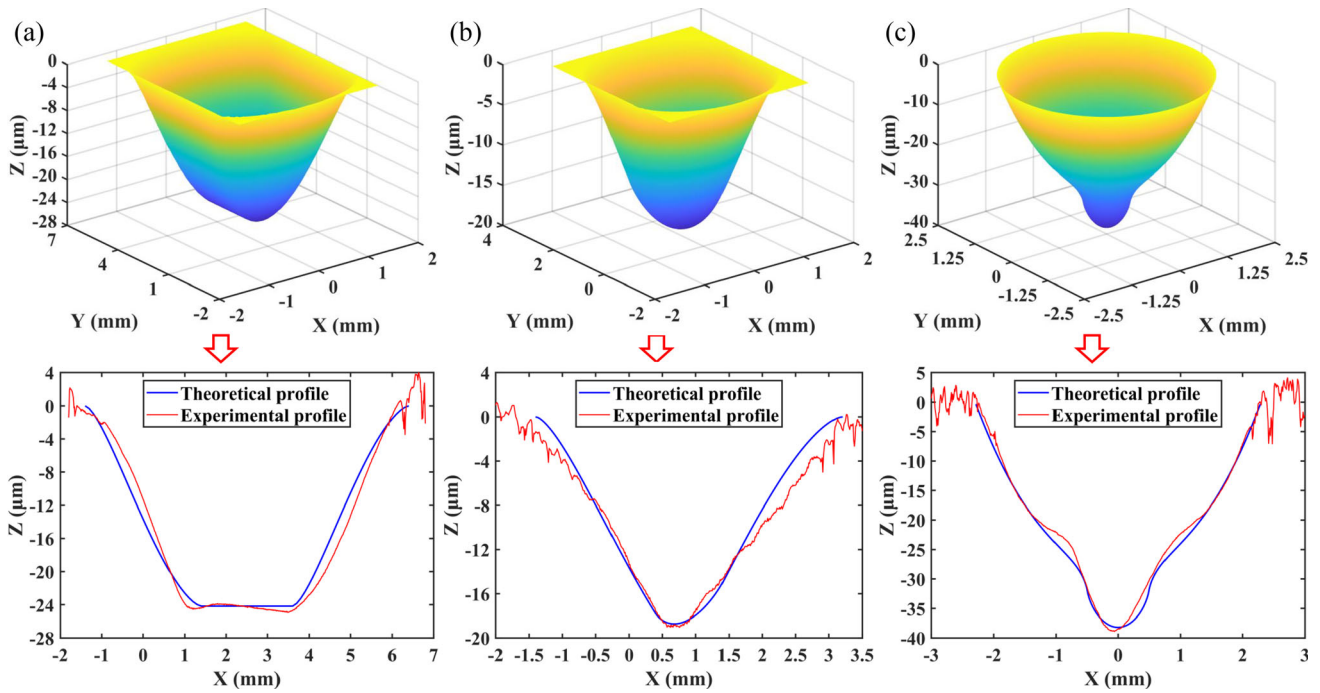 (a)
0
-4
-8
-12
-16
-20
-24
-28
Z (μm)
7
4
1
-2
Y (mm)
-2
-1
0
1
2
X (mm)
(b)
0
-5
-10
-15
-20
Z (μm)
4
2
0
-2
Y (mm)
-2
-1
0
1
2
X (mm)
(c)
0
-10
-20
-30
-40
Z (μm)
2.5
1.25
0
-1.25
-2.5
Y (mm)
-2.5
-1.25
0
1.25
2.5
X (mm)
4
0
-4
-8
-12
-16
-20
-24
-28
Z (μm)
Theoretical profile
Experimental profile
-2 -1 0 1 2 3 4 5 6 7
X (mm)
4
0
-4
-8
-12
-16
-20
Z (μm)
Theoretical profile
Experimental profile
-2 -1.5 -1 -0.5 0 0.5 1 1.5 2 2.5 3 3.5
X (mm)
5
0
-5
-10
-15
-20
-25
-30
-35
-40
Z (μm)
Theoretical profile
Experimental profile
-3 -2 -1 0 1 2 3
X (mm)